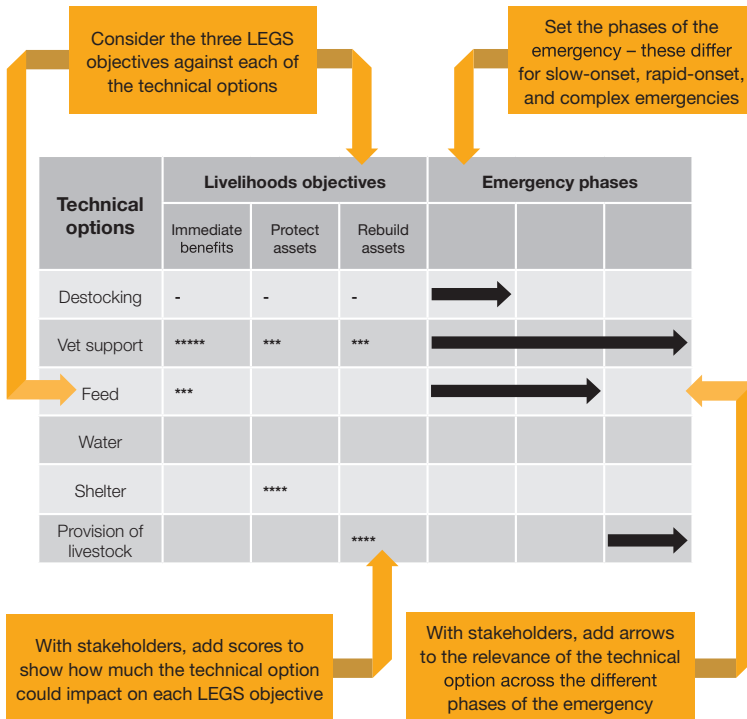 Consider the three LEGS
objectives against each of
the technical options
Set the phases of the
emergency – these differ
for slow-onset, rapid-onset,
and complex emergencies
Technical
options
Livelihoods objectives
Emergency phases
Immediate
benefits
Protect
assets
Rebuild
assets
Destocking - - -
Vet support ***** *** ***
Feed ***
Water
Shelter ****
Provision of
livestock
****
With stakeholders, add scores to
show how much the technical option
could impact on each LEGS objective
With stakeholders, add arrows
to the relevance of the technical
option across the different
phases of the emergency